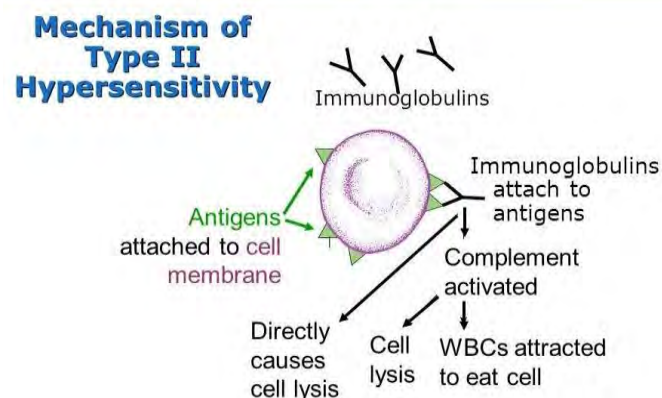 Mechanism of
Type II
Hypersensitivity
Immunoglobulins
Immunoglobulins
attach to
antigens
Antigens
attached to cell
membrane
Complement
activated
Directly
causes
cell lysis
Cell
lysis
WBCs attracted
to eat cell